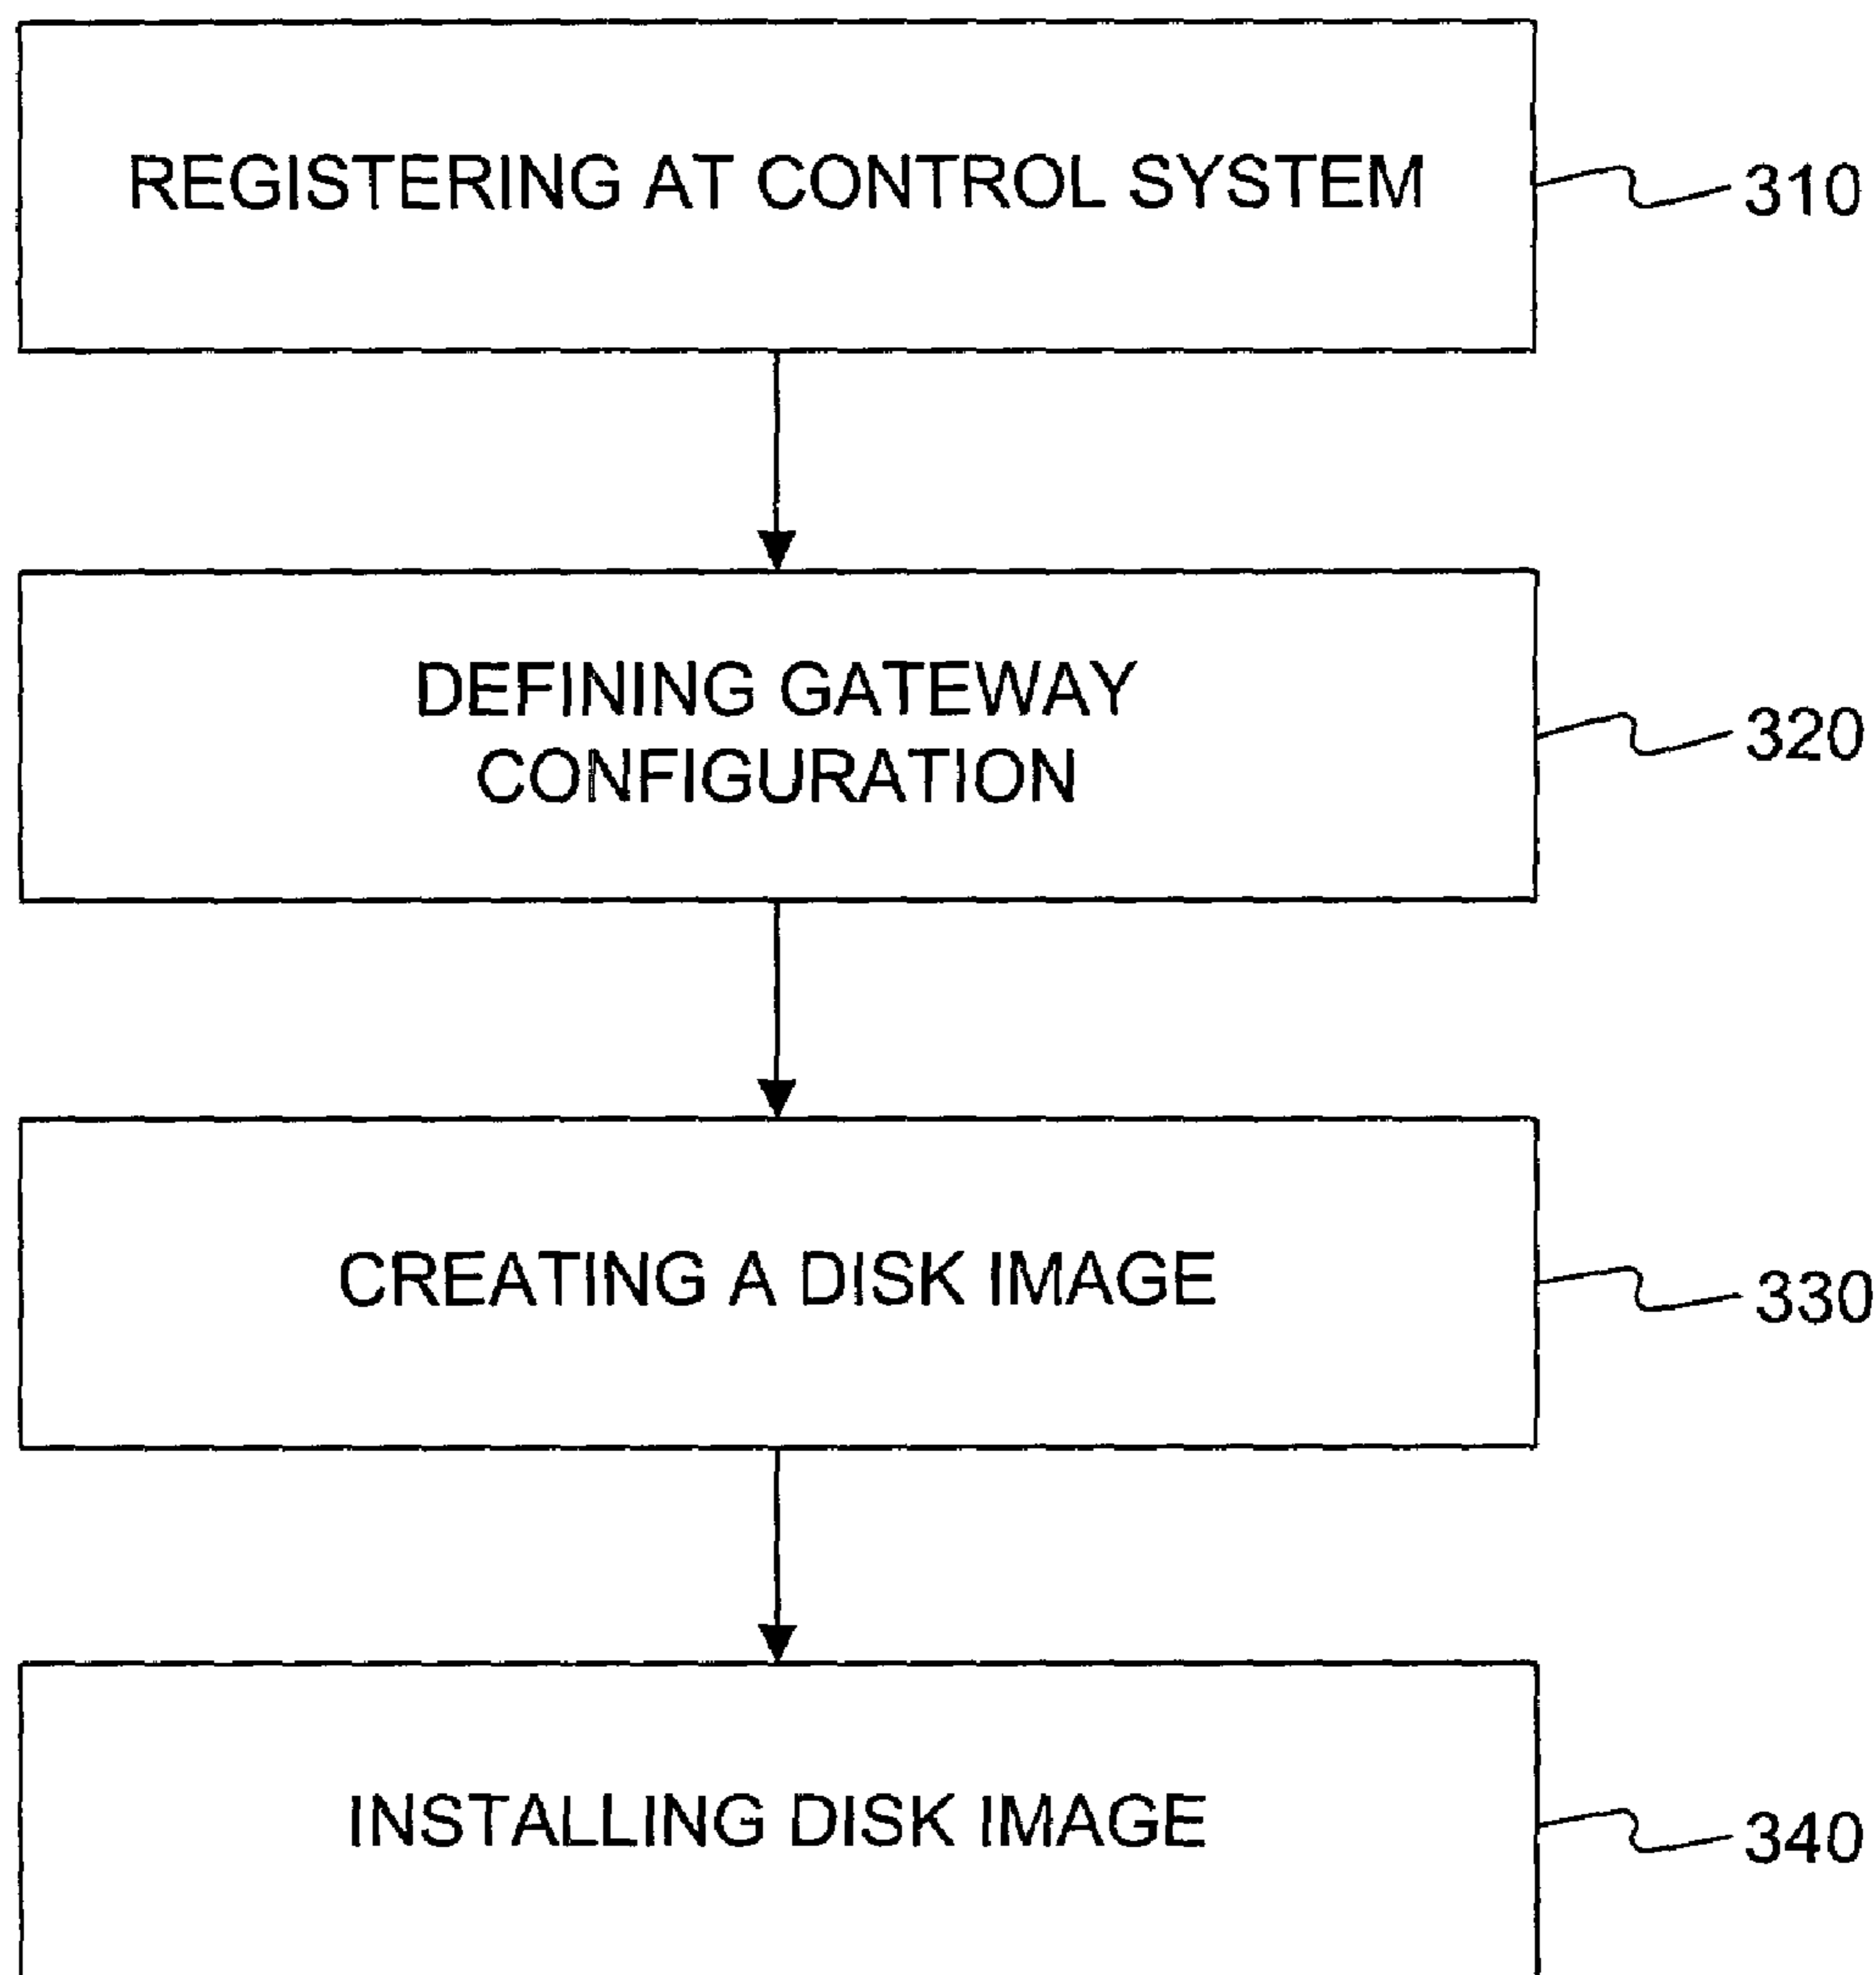 REGISTERING AT CONTROL SYSTEM
310
DEFINING GATEWAY
CONFIGURATION
320
CREATING A DISK IMAGE
330
INSTALLING DISK IMAGE
340